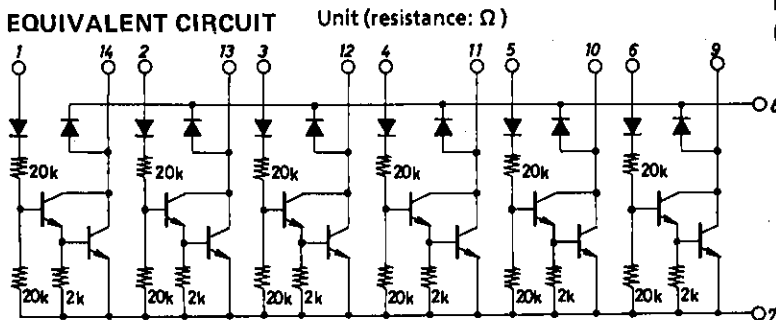 EQUIVALENT CIRCUIT Unit (resistance: Ω)
1 14 2 13 3 12 4 11 5 10 6 9
20k 20k 20k 20k 20k 20k
20k 2k 20k 2k 20k 2k 20k 2k 20k 2k 20k 2k